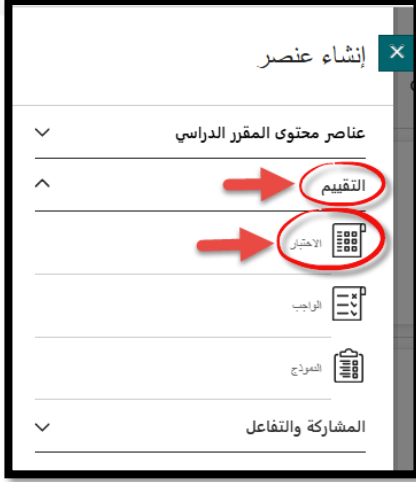 إنشاء عنصر
عناصر محتوى المقرر الدراسي
التقييم
الاختبار
الواجب
النموذج
المشاركة والتفاعل